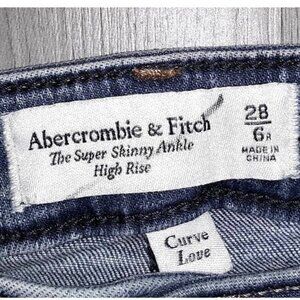 Abercrombie & Fitch
The Super Skinny Ankle
High Rise
28
6R
MADE IN
CHINA
Curve
Love